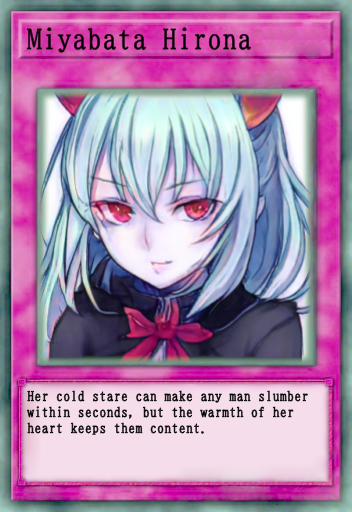 Miyabata Hirona
Her cold stare can make any man slumber
within seconds, but the warmth of her
heart keeps them content.